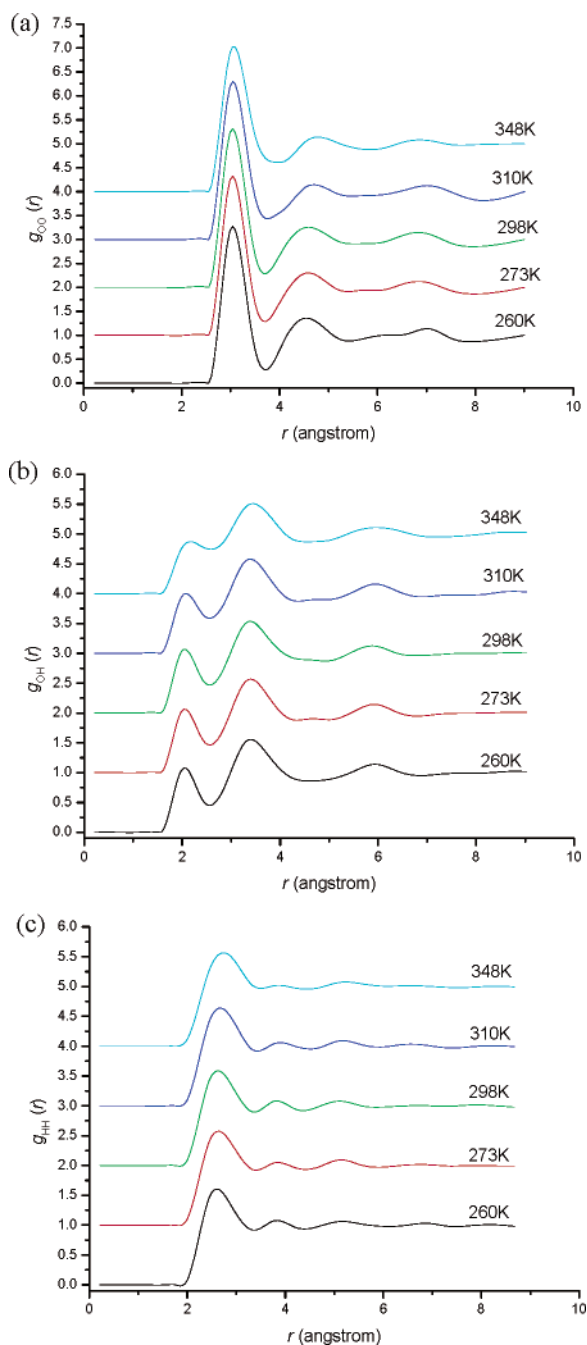 (a)
7.5
7.0
6.5
6.0
5.5
5.0
4.5
4.0
3.5
3.0
2.5
2.0
1.5
1.0
0.5
0.0
g_OO (r)
348K
310K
298K
273K
260K
0 2 4 6 8 10
r (angstrom)
(b)
6.0
5.5
5.0
4.5
4.0
3.5
3.0
2.5
2.0
1.5
1.0
0.5
0.0
g_OH (r)
348K
310K
298K
273K
260K
0 2 4 6 8 10
r (angstrom)
(c)
6.0
5.5
5.0
4.5
4.0
3.5
3.0
2.5
2.0
1.5
1.0
0.5
0.0
g_HH (r)
348K
310K
298K
273K
260K
0 2 4 6 8 10
r (angstrom)